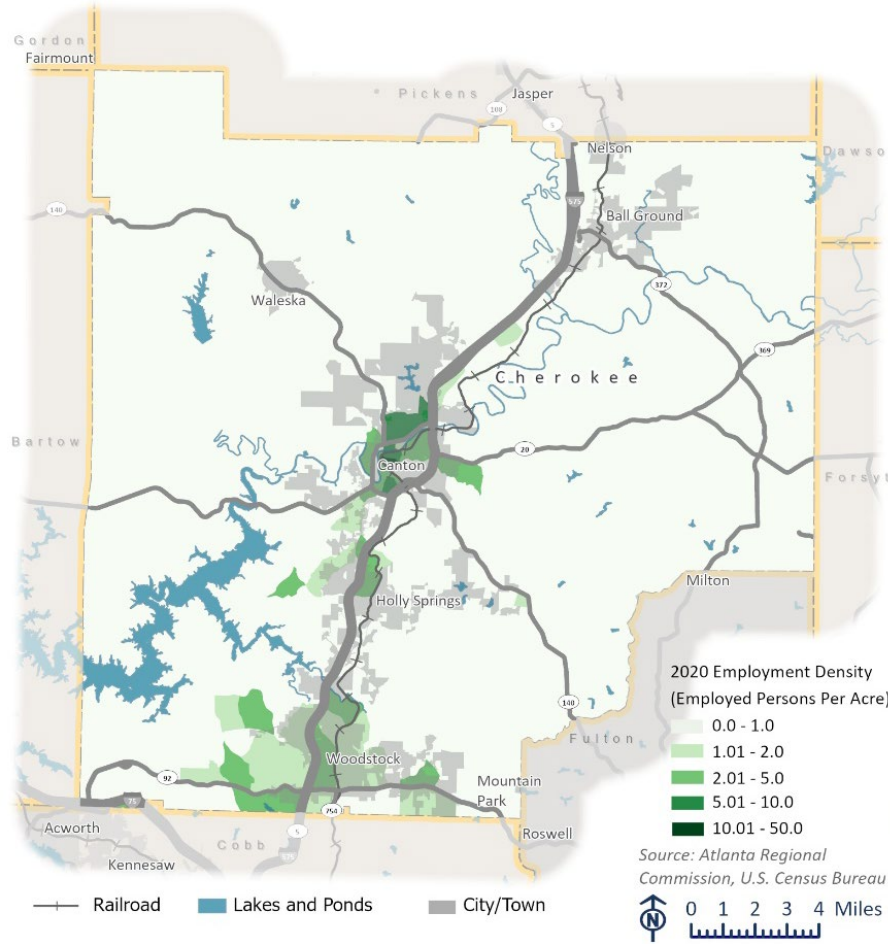 Gordon
Fairmount
Pickens
Jasper
108
5
Nelson
Dawso
140
575
Ball Ground
Waleska
372
369
Cherokee
Bartow
Canton
20
Forsyt
Holly Springs
Milton
140
Fulton
Woodstock
92
Mountain
Park
75
754
Acworth
5
Cobb
Roswell
Kennesaw
575
2020 Employment Density
(Employed Persons Per Acre)
0.0 - 1.0
1.01 - 2.0
2.01 - 5.0
5.01 - 10.0
10.01 - 50.0
Source: Atlanta Regional
Commission, U.S. Census Bureau
Railroad
Lakes and Ponds
City/Town
N
0 1 2 3 4 Miles